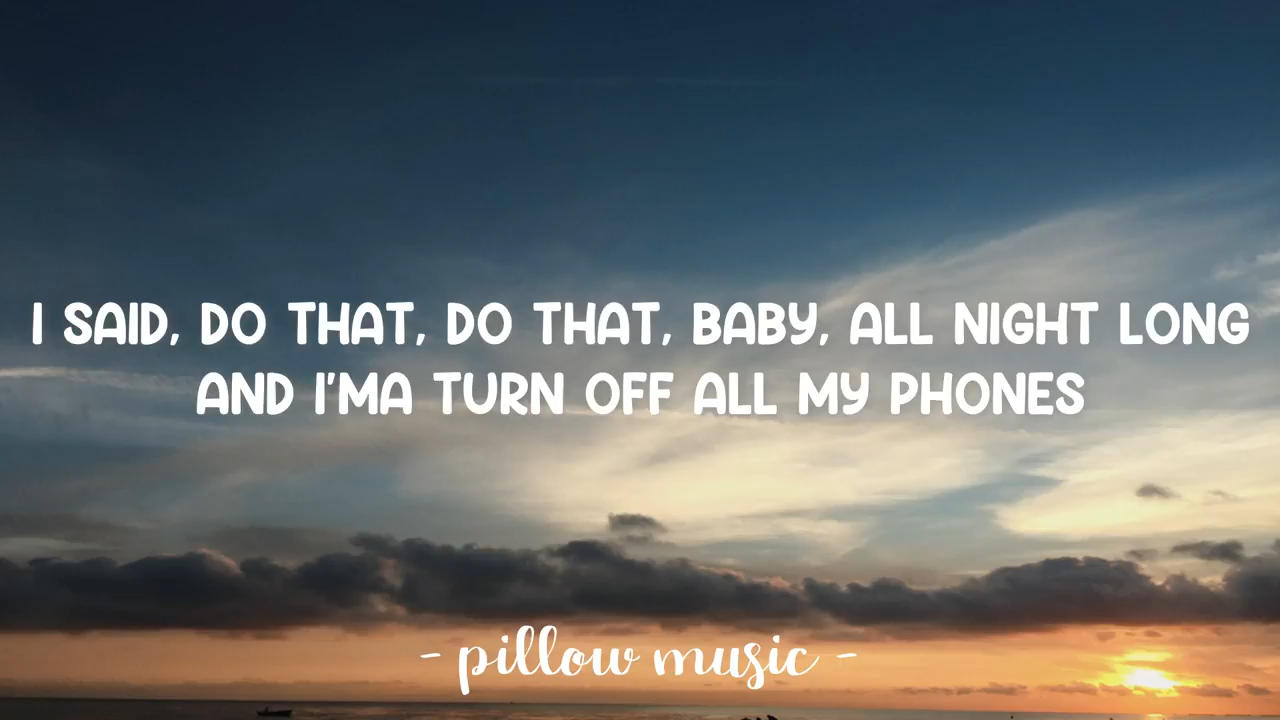 I SAID, DO THAT, DO THAT, BABY, ALL NIGHT LONG
AND I'MA TURN OFF ALL MY PHONES
- pillow music -